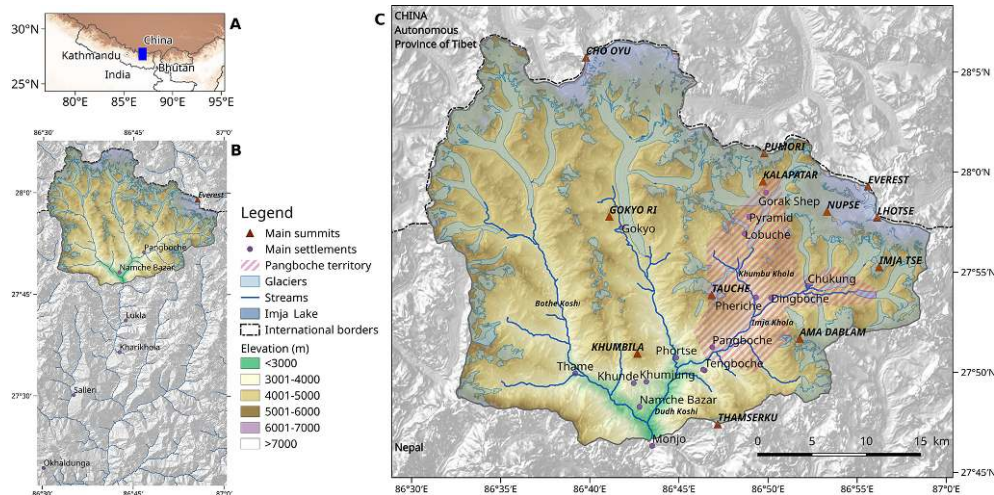 A
30°N
25°N
China
Kathmandu
India
Bhutan
80°E
85°E
90°E
95°E
86°30'
86°45'
87°0'
B
28°0'
27°45'
27°30'
Everest
Pangboche
Namche Bazar
Lukla
Kharikhola
Salleri
Okhaldunga
86°30'
86°45'
87°0'
Legend
Main summits
Main settlements
Pangboche territory
Glaciers
Streams
Imja Lake
International borders
Elevation (m)
<3000
3001-4000
4001-5000
5001-6000
6001-7000
>7000
C
CHINA
Autonomous
Province of Tibet
CHO OYU
PUMORI
KALAPATAR
EVEREST
Gorak Shep
NUPSE
LHOTSE
GOKYO RI
Pyramid
Gokyo
Lobuche
IMJA TSE
Khumbu Khola
Chukung
TAUCHE
Bothe Koshi
Pheriche
Dingboche
Imja Khola
AMA DABLAM
Pangboche
KHUMBILA
Phortse
Tengboche
Thame
Khunde
Khumjung
Namche Bazar
Dudh Koshi
THAMSERKU
Monjo
Nepal
0
5
10
15
km
28°5'N
28°0'N
27°55'N
27°50'N
27°45'N
86°30'E
86°35'E
86°40'E
86°45'E
86°50'E
86°55'E
87°0'E